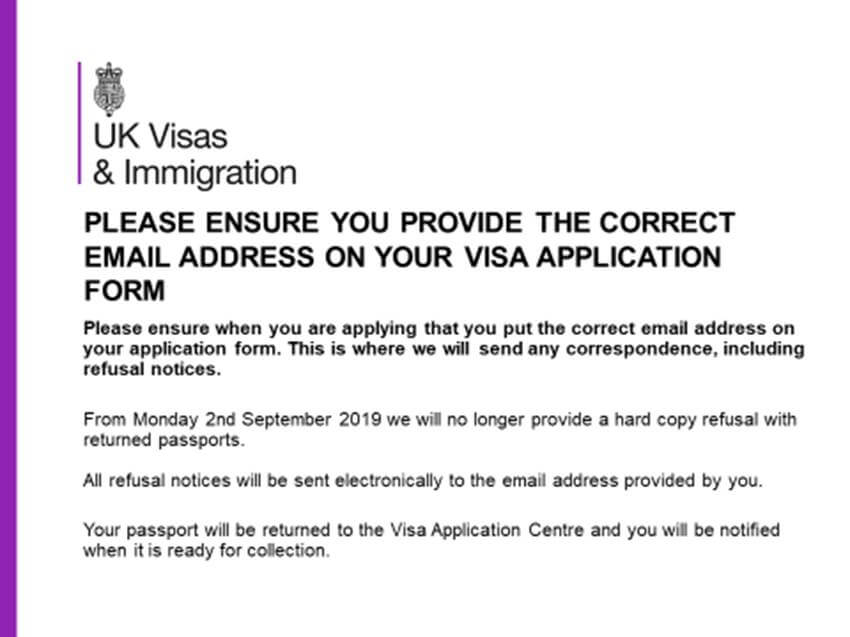 UK Visas
& Immigration
PLEASE ENSURE YOU PROVIDE THE CORRECT
EMAIL ADDRESS ON YOUR VISA APPLICATION
FORM
Please ensure when you are applying that you put the correct email address on
your application form. This is where we will send any correspondence, including
refusal notices.
From Monday 2nd September 2019 we will no longer provide a hard copy refusal with
returned passports.
All refusal notices will be sent electronically to the email address provided by you.
Your passport will be returned to the Visa Application Centre and you will be notified
when it is ready for collection.